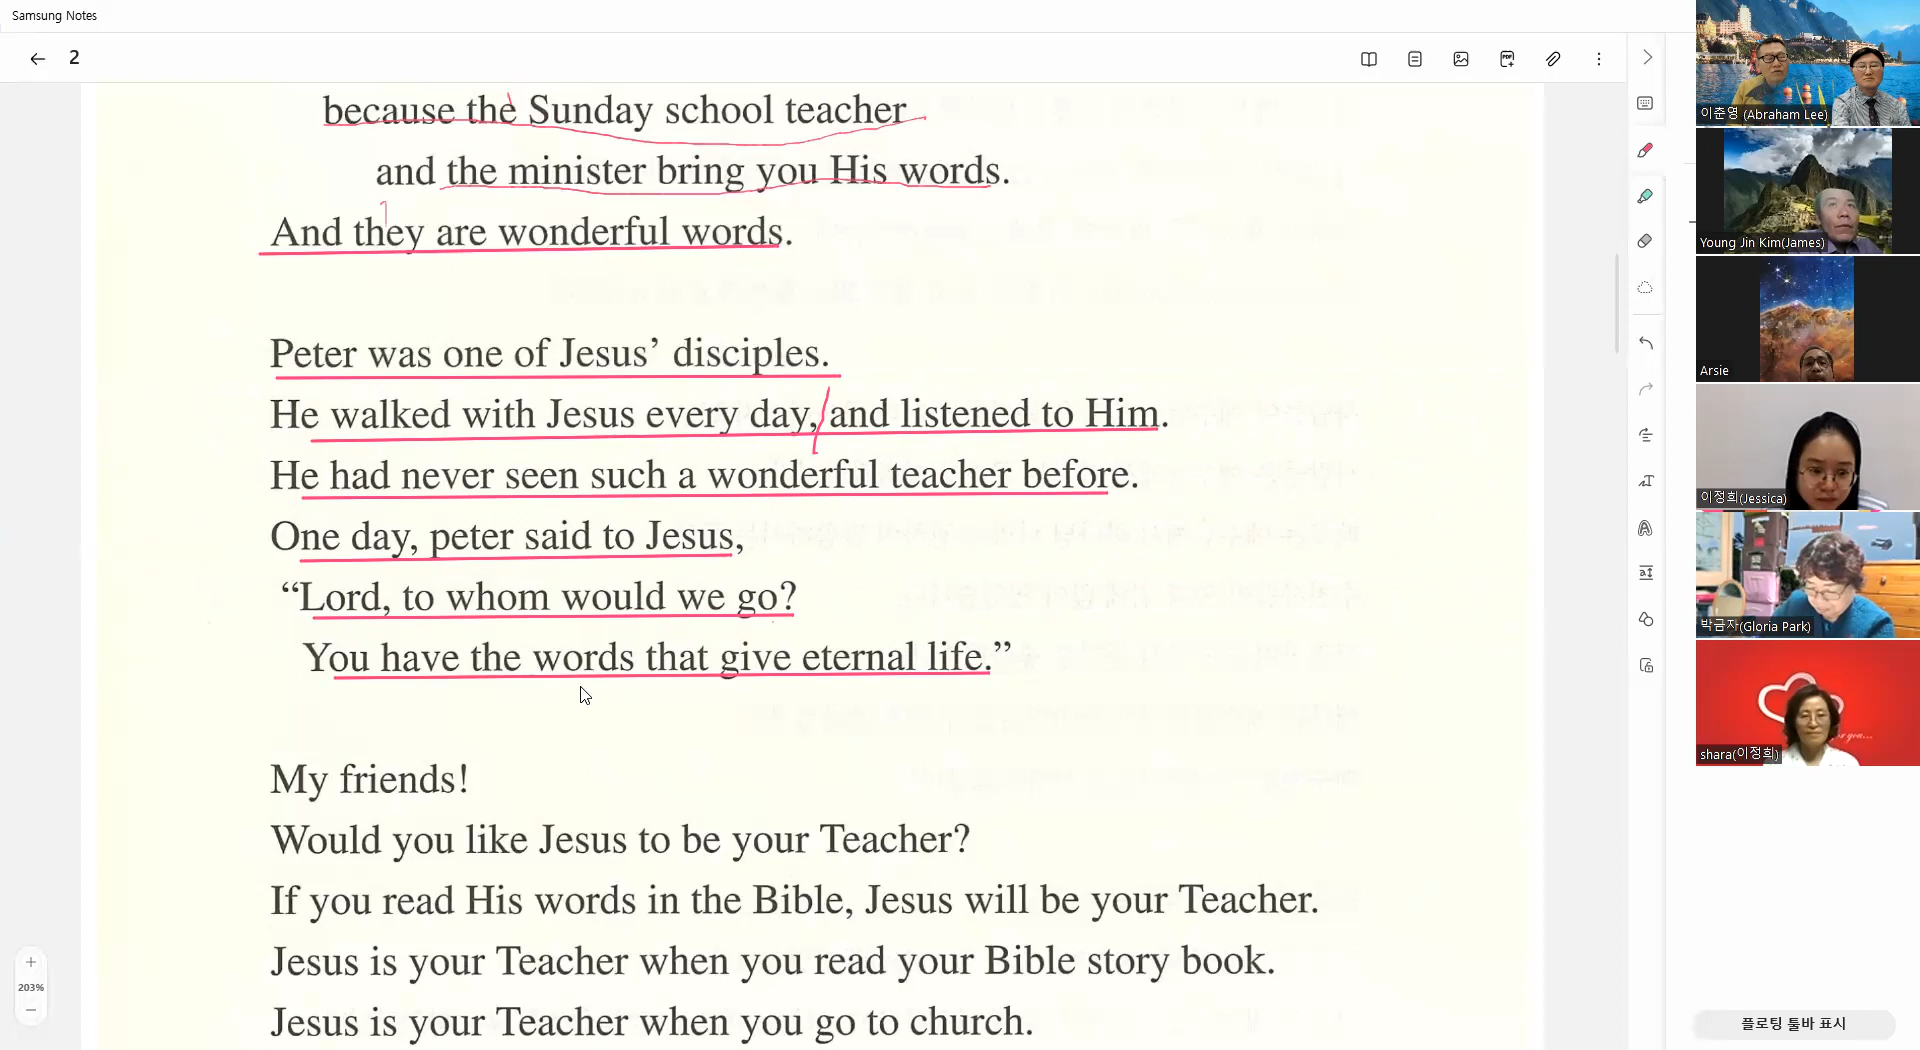 Samsung Notes
2
because the Sunday school teacher
and the minister bring you His words.
And they are wonderful words.
Peter was one of Jesus’ disciples.
He walked with Jesus every day, and listened to Him.
He had never seen such a wonderful teacher before.
One day, peter said to Jesus,
“Lord, to whom would we go?
You have the words that give eternal life.”
My friends!
Would you like Jesus to be your Teacher?
If you read His words in the Bible, Jesus will be your Teacher.
Jesus is your Teacher when you read your Bible story book.
Jesus is your Teacher when you go to church.
203%
이춘영 (Abraham Lee)
Young Jin Kim(James)
Arsie
이정희(Jessica)
박금자(Gloria Park)
shara(이정희)
플로팅 툴바 표시